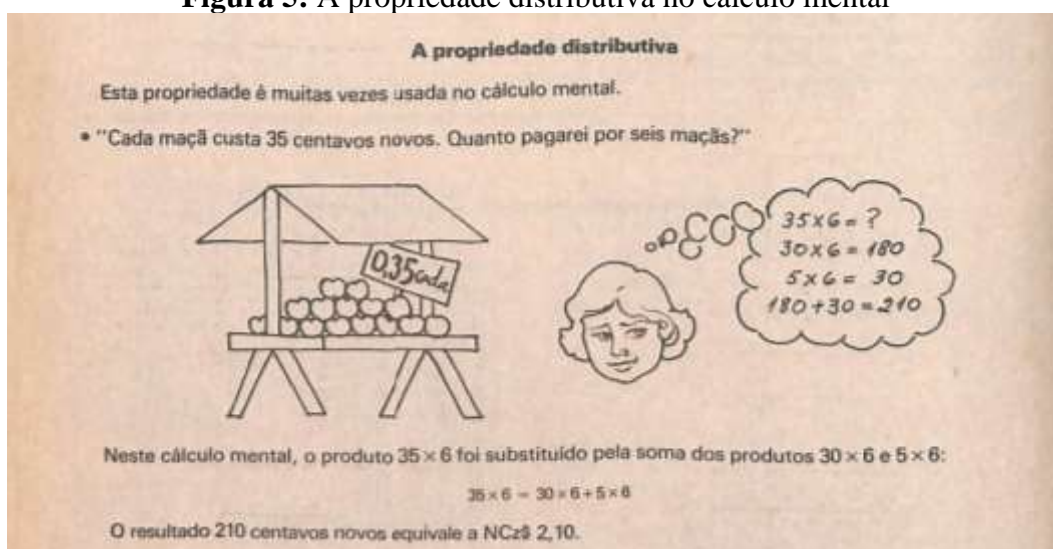 Figura 5: A propriedade distributiva no cálculo mental
A propriedade distributiva
Esta propriedade é muitas vezes usada no cálculo mental.
• "Cada maçã custa 35 centavos novos. Quanto pagarei por seis maçãs?"
0,35 cada
35 x 6 = ?
30 x 6 = 180
5 x 6 = 30
180 + 30 = 210
Neste cálculo mental, o produto 35 × 6 foi substituído pela soma dos produtos 30 × 6 e 5 × 6:
35 × 6 = 30 × 6 + 5 × 6
O resultado 210 centavos novos equivale a NCz$ 2,10.